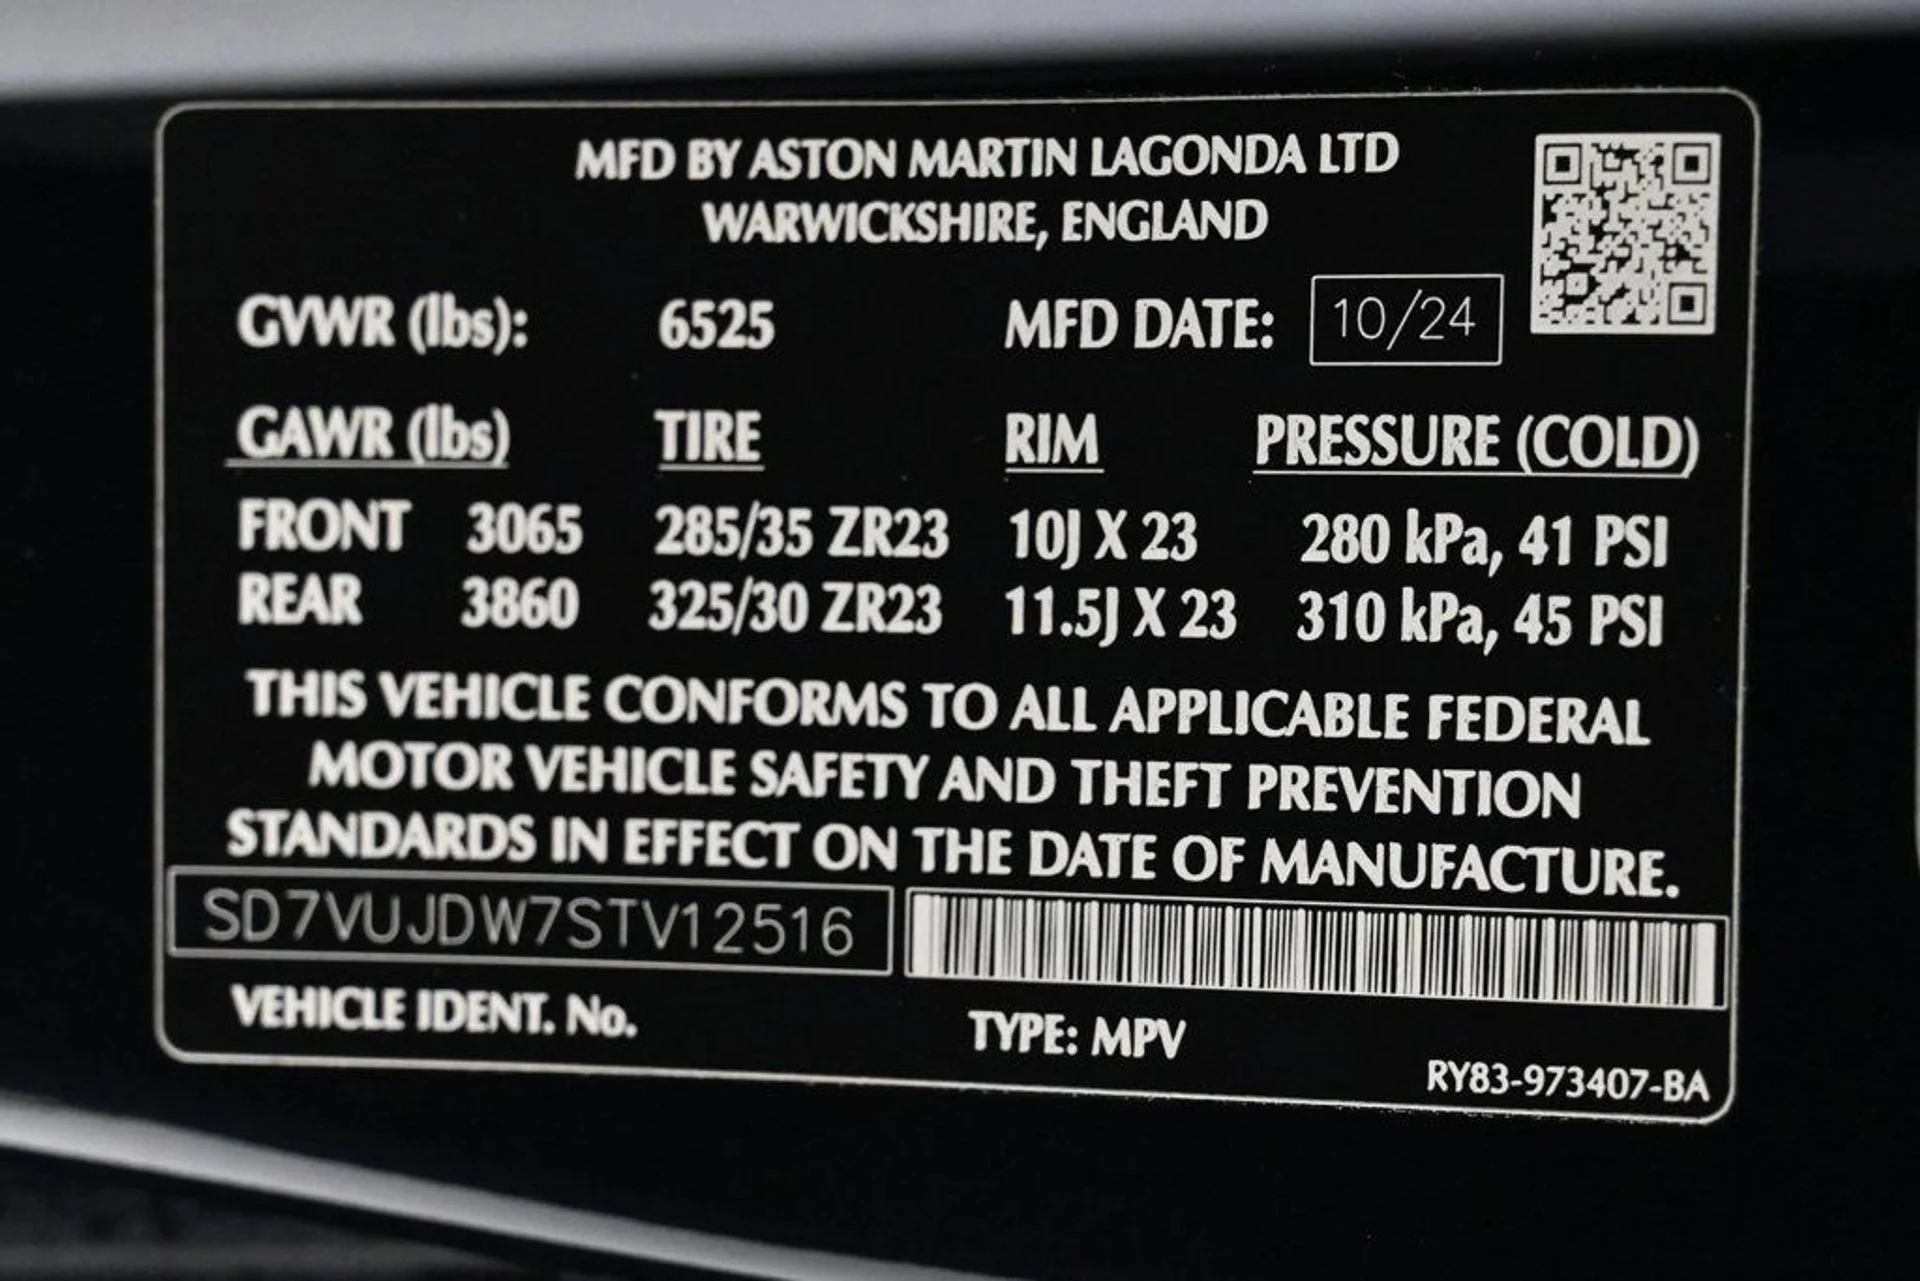 MFD BY ASTON MARTIN LAGONDA LTD
WARWICKSHIRE, ENGLAND
GVWR (lbs): 6525 MFD DATE: 10/24
GAWR (lbs) TIRE RIM PRESSURE (COLD)
FRONT 3065 285/35 ZR23 10J X 23 280 kPa, 41 PSI
REAR 3860 325/30 ZR23 11.5J X 23 310 kPa, 45 PSI
THIS VEHICLE CONFORMS TO ALL APPLICABLE FEDERAL
MOTOR VEHICLE SAFETY AND THEFT PREVENTION
STANDARDS IN EFFECT ON THE DATE OF MANUFACTURE.
SD7VUJDW7STV12516
VEHICLE IDENT. No. TYPE: MPV
RY83-973407-BA